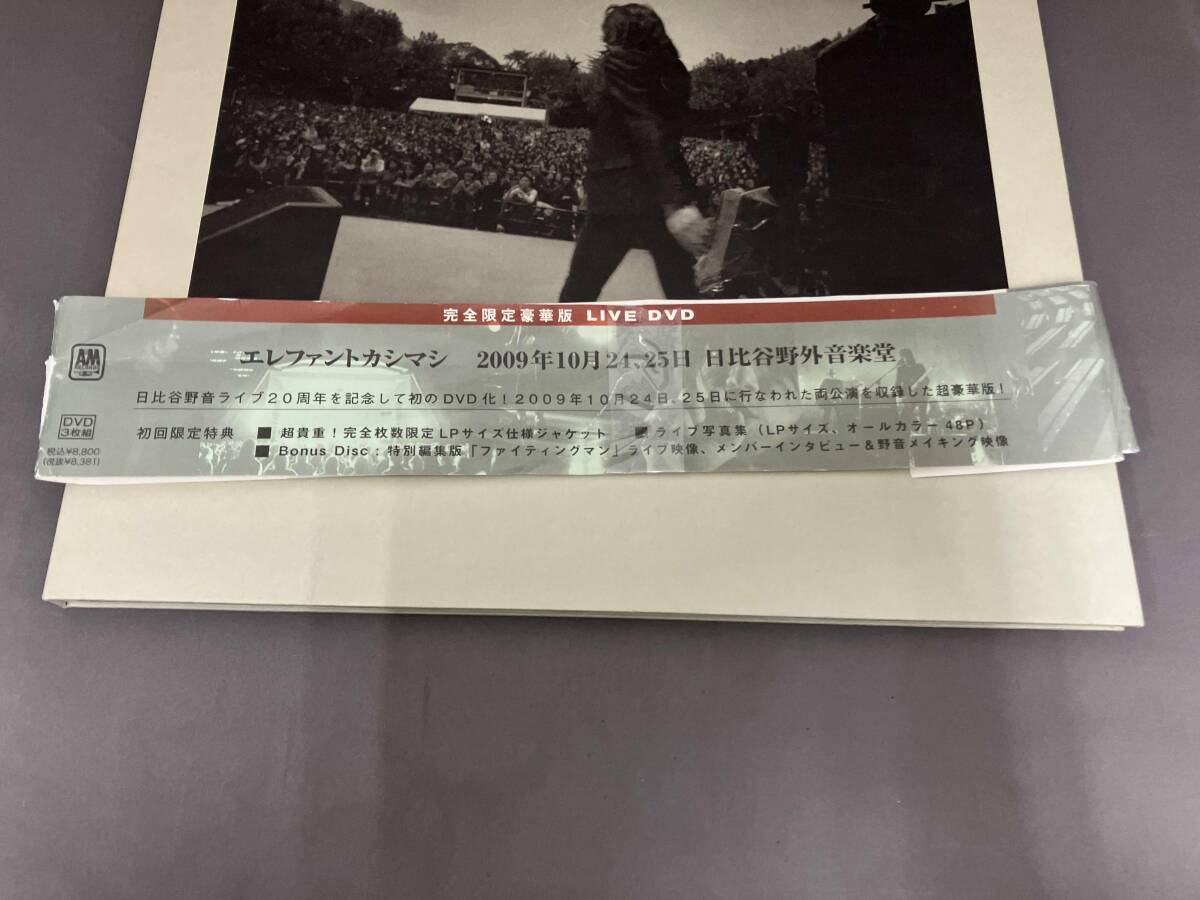 完全限定豪華版 LIVE DVD
エレファントカシマシ 2009年10月24、25日 日比谷野外音楽堂
日比谷野音ライブ20周年を記念して初のDVD化！2009年10月24日、25日に行なわれた両公演を収録した超豪華版！
初回限定特典 ■ 超貴重！完全枚数限定LPサイズ仕様ジャケット ■ ライブ写真集（LPサイズ、オールカラー48P）
■ Bonus Disc：特別編集版「ファイティングマン」ライブ映像、メンバーインタビュー＆野音メイキング映像
AM
DVD
3枚組
税込¥8,800
(税抜¥8,381)